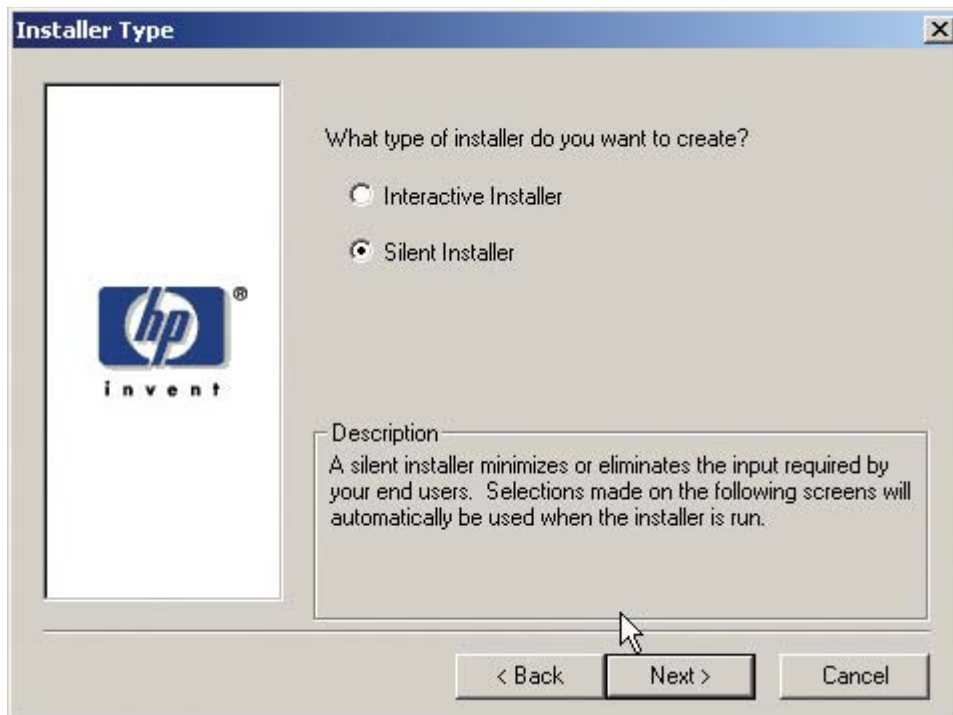 Installer Type
What type of installer do you want to create?
Interactive Installer
Silent Installer
hp ®
invent
Description
A silent installer minimizes or eliminates the input required by
your end users. Selections made on the following screens will
automatically be used when the installer is run.
< Back Next > Cancel